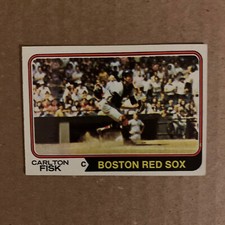 CARLTON
FISK
C
BOSTON RED SOX